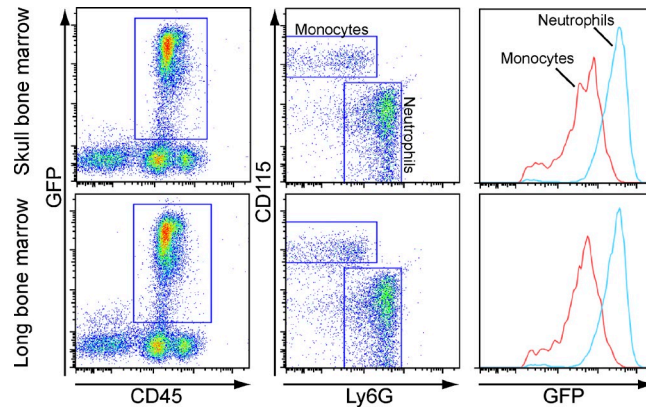 Skull bone marrow
Long bone marrow
GFP
CD115
Monocytes
Neutrophils
Neutrophils
Monocytes
CD45
Ly6G
GFP